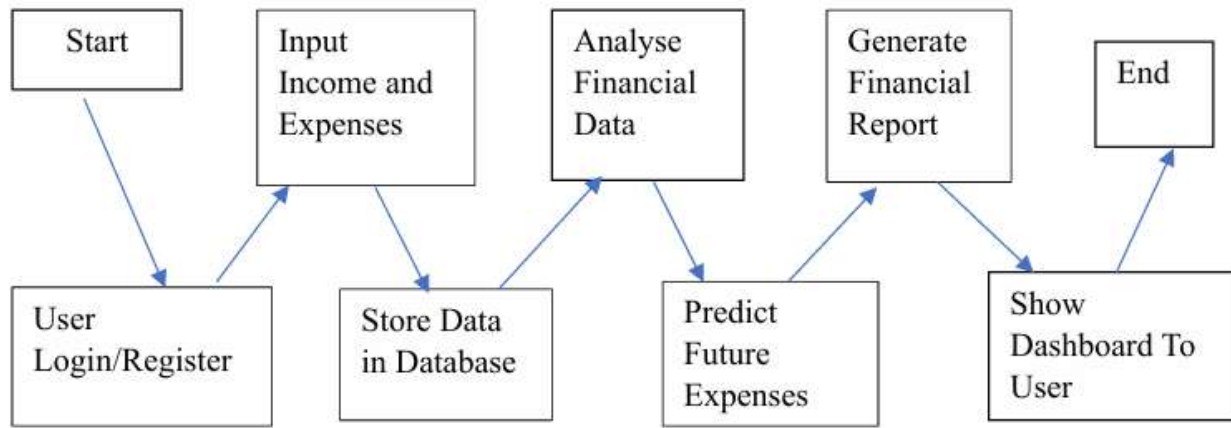 Start
User
Login/Register
Input
Income and
Expenses
Store Data
in Database
Analyse
Financial
Data
Predict
Future
Expenses
Generate
Financial
Report
Show
Dashboard To
User
End